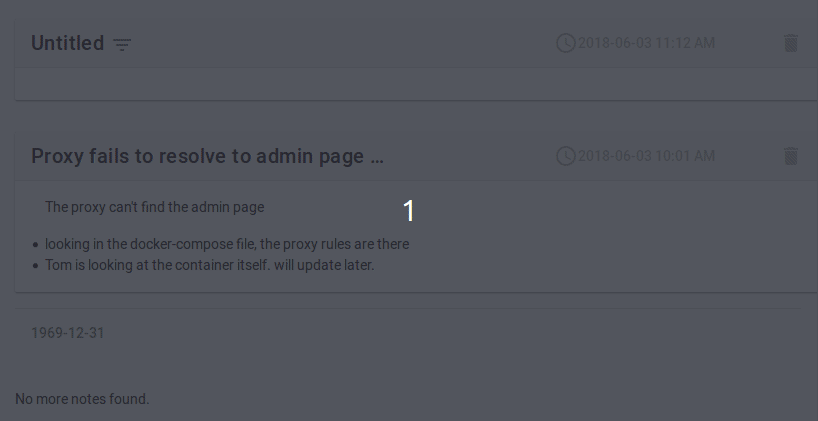 Untitled
2018-06-03 11:12 AM
Proxy fails to resolve to admin page ...
2018-06-03 10:01 AM
The proxy can't find the admin page
1
• looking in the docker-compose file, the proxy rules are there
• Tom is looking at the container itself. will update later.
1969-12-31
No more notes found.